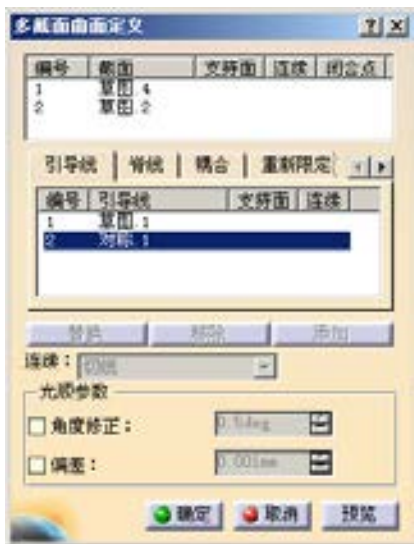 多截面曲面定义
编号 截面 支持面 连续 闭合点
1 草图.4
2 草图.2
引导线 脊线 耦合 重新限定
编号 引导线 支持面 连续
1 草图.1
2 对称.1
替换 移除 添加
连续： 切线
光顺参数
角度修正： 0.5deg
偏差： 0.001mm
确定 取消 预览